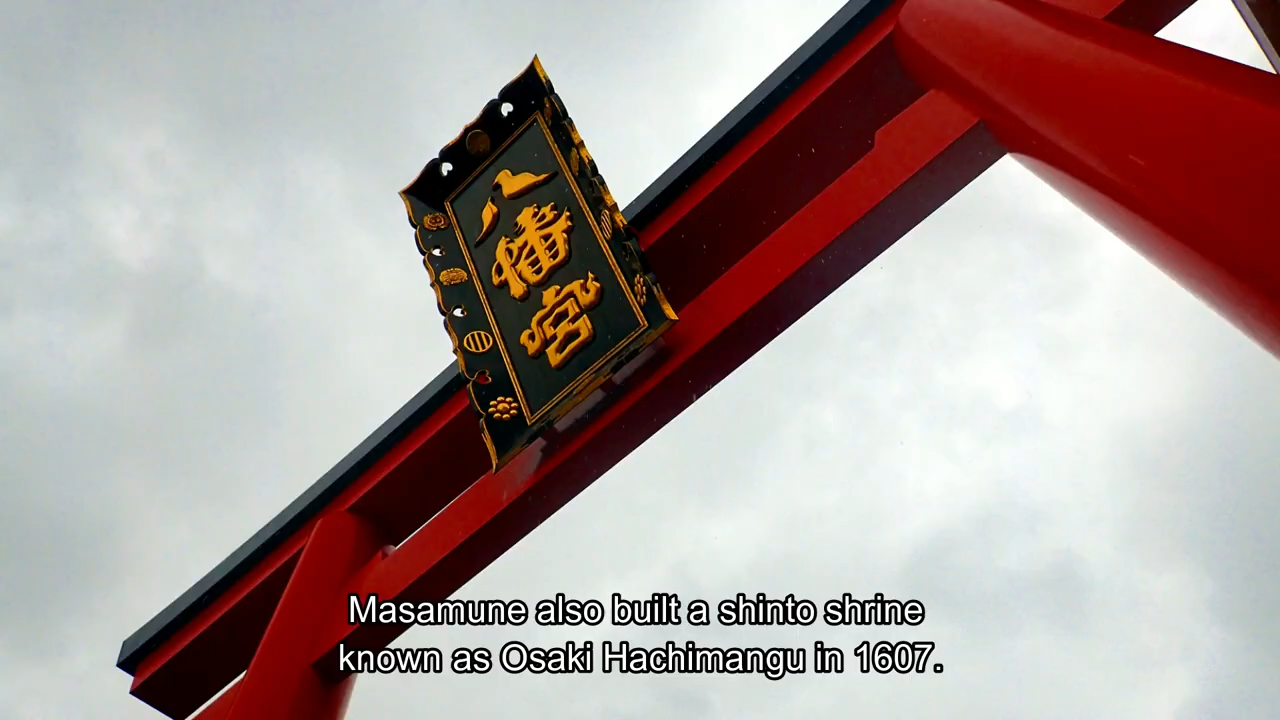 八幡宮
Masamune also built a shinto shrine
known as Osaki Hachimangu in 1607.